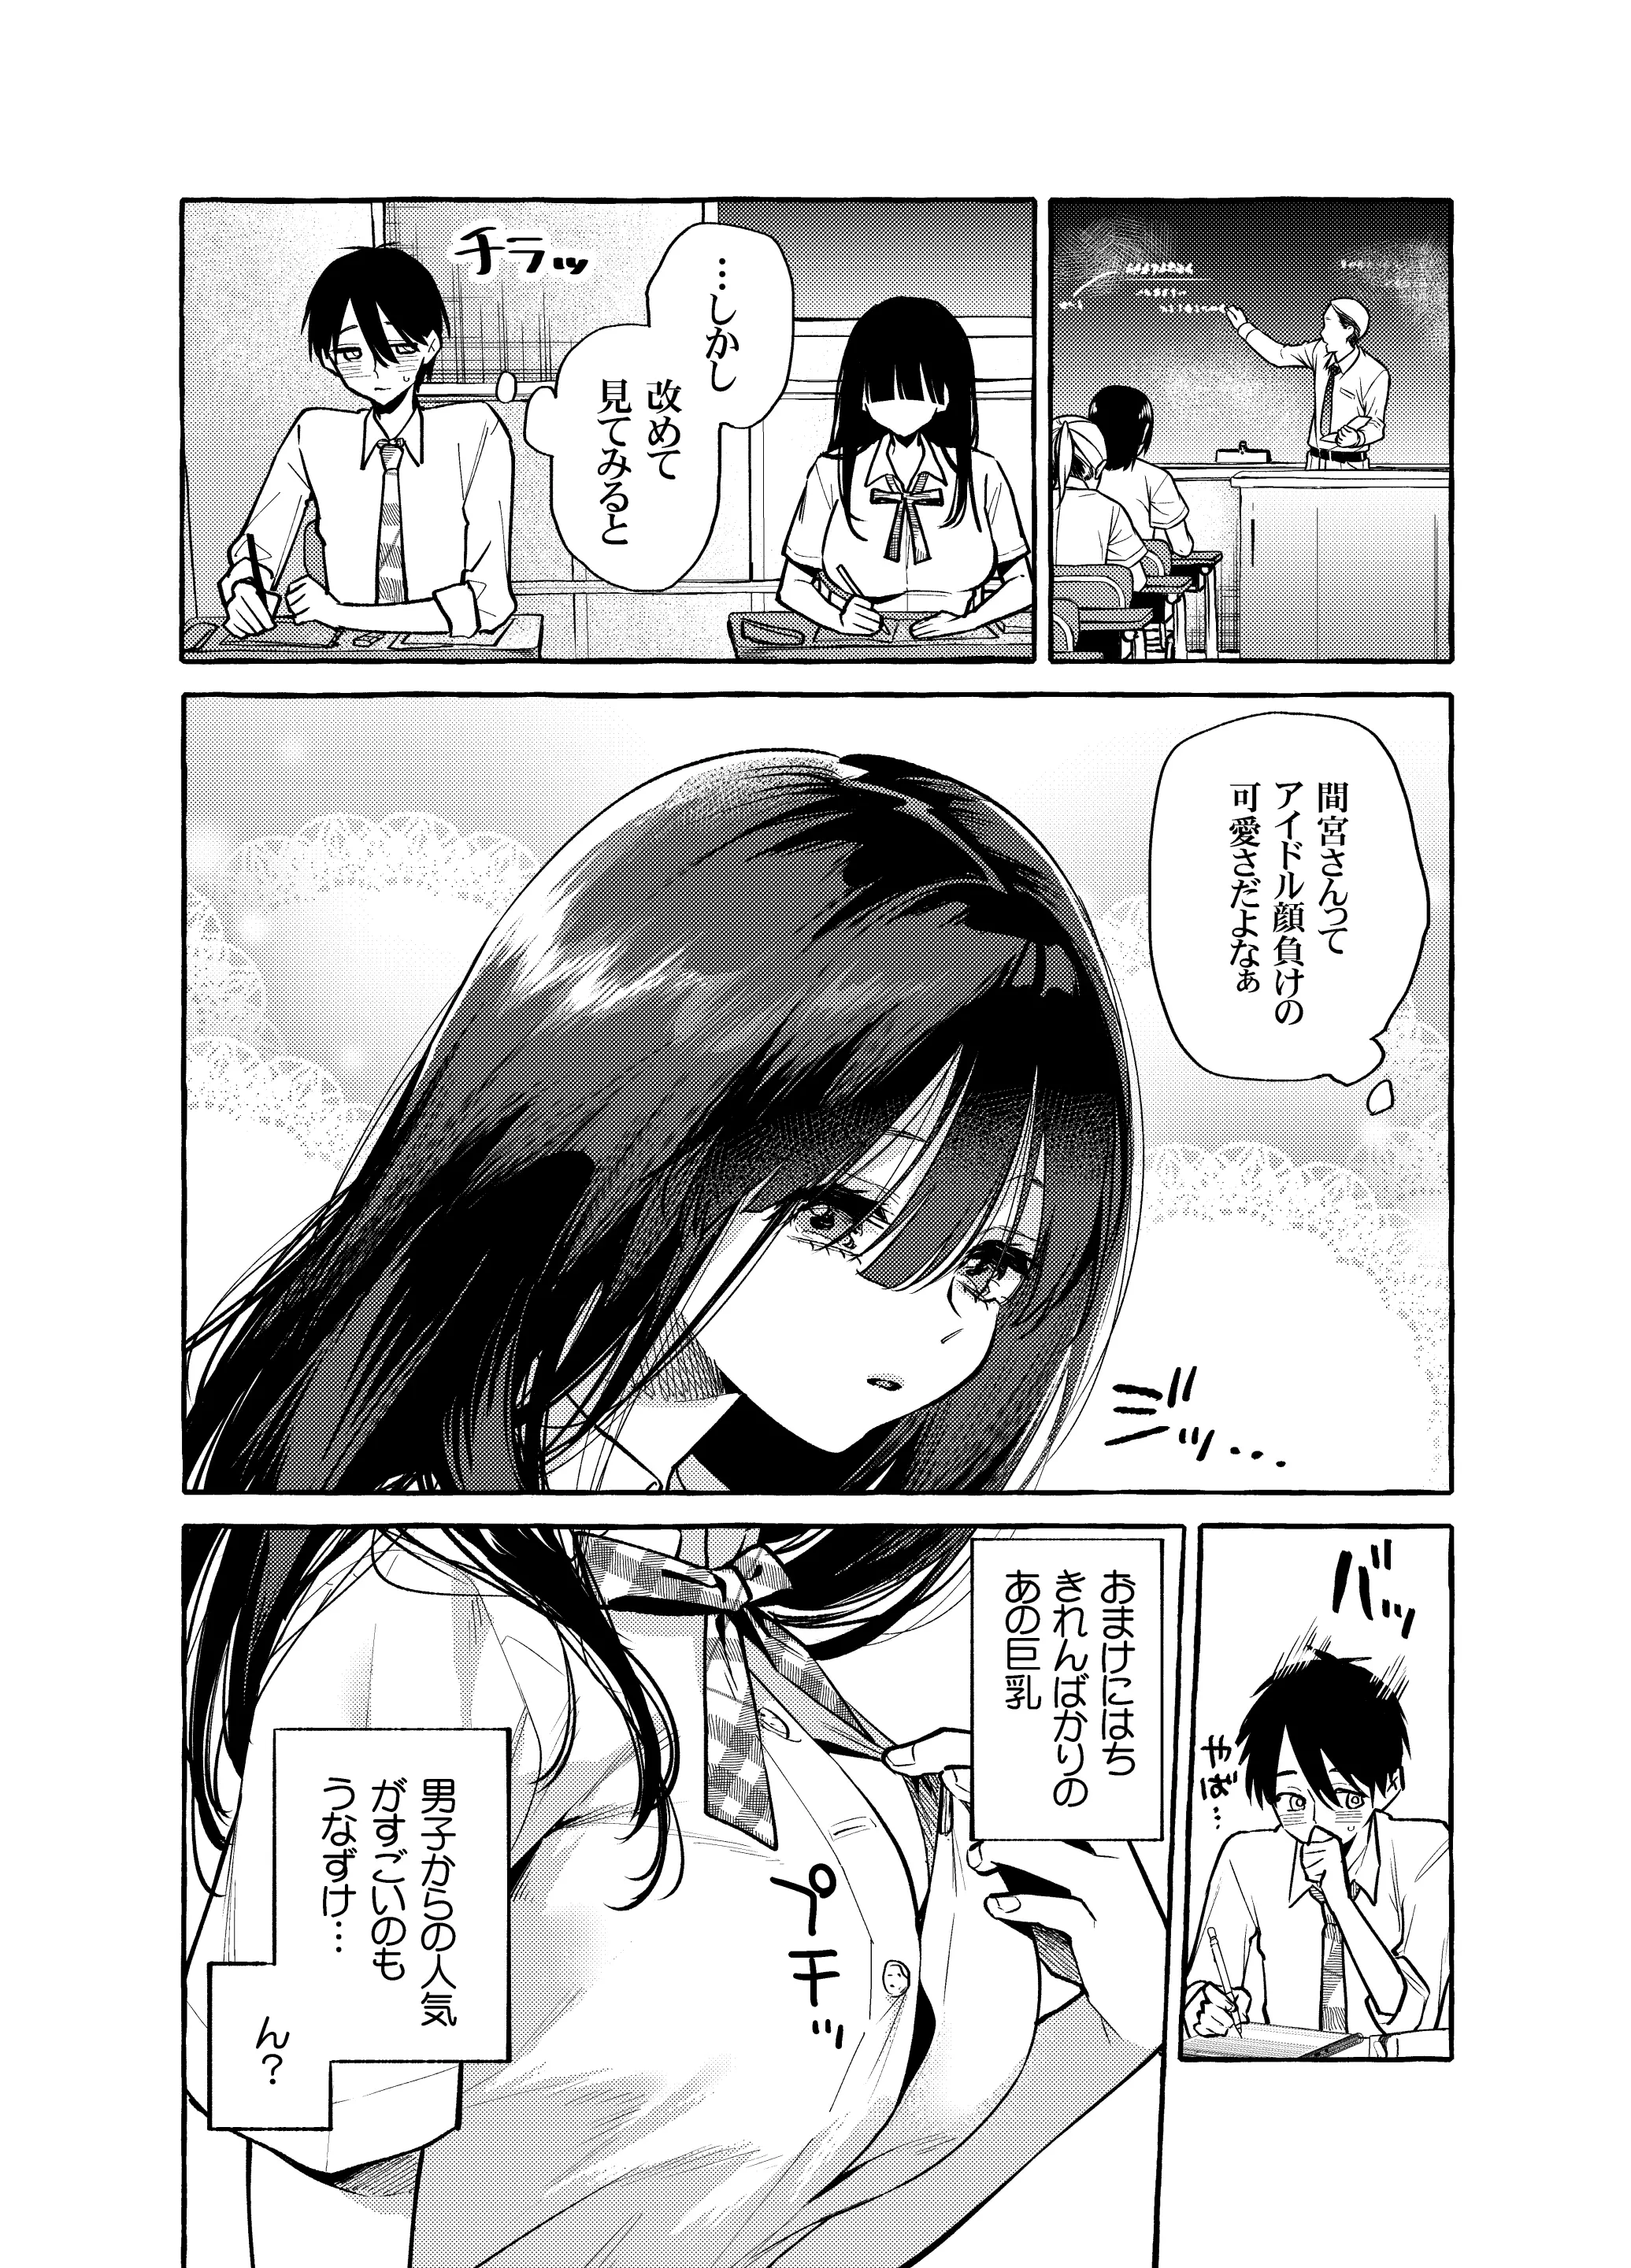 …しかし
改めて
見てみると
チラッ
間宮さんって
アイドル顔負けの
可愛さだよなぁ
ジッ・・・
バッ
やば…
おまけにはち
きれんばかりの
あの巨乳
プチッ
男子からの人気
がすごいのも
うなずけ…
ん?